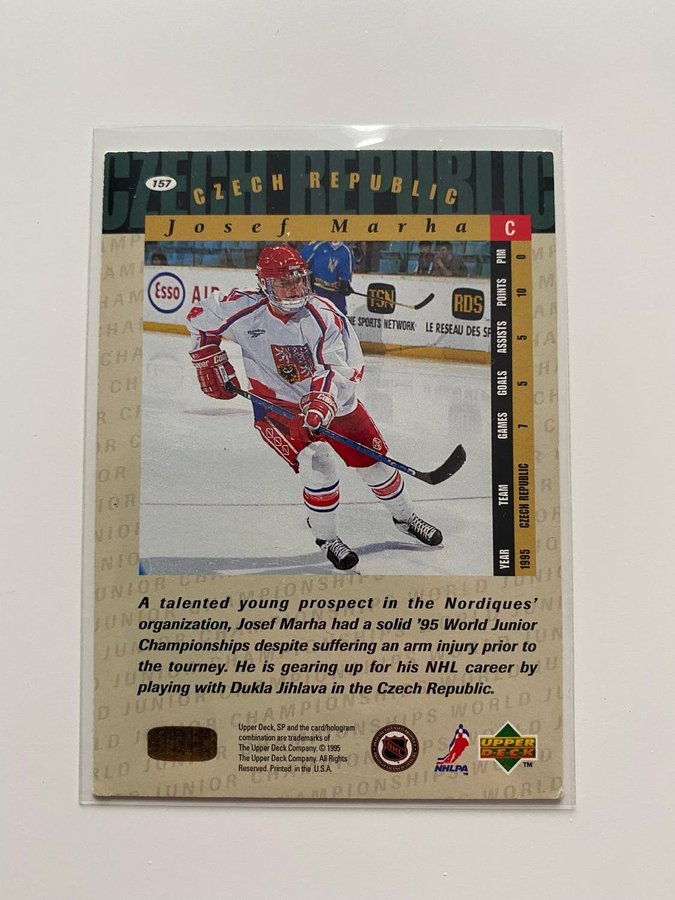 CZECH REPUBLIC
157
CZECH REPUBLIC
Josef Marha
C
Esso
AIR
TSN
THE SPORTS NETWORK
RDS
LE RESEAU DES
YEAR TEAM GAMES GOALS ASSISTS POINTS PIM
1995 CZECH REPUBLIC 7 5 5 10 0
A talented young prospect in the Nordiques'
organization, Josef Marha had a solid '95 World Junior
Championships despite suffering an arm injury prior to
the tourney. He is gearing up for his NHL career by
playing with Dukla Jihlava in the Czech Republic.
Upper Deck, SP and the card/hologram
combination are trademarks of
The Upper Deck Company. © 1995
The Upper Deck Company. All Rights
Reserved. Printed in the U.S.A.
NHL
NHLPA
UPPER
DECK
TM